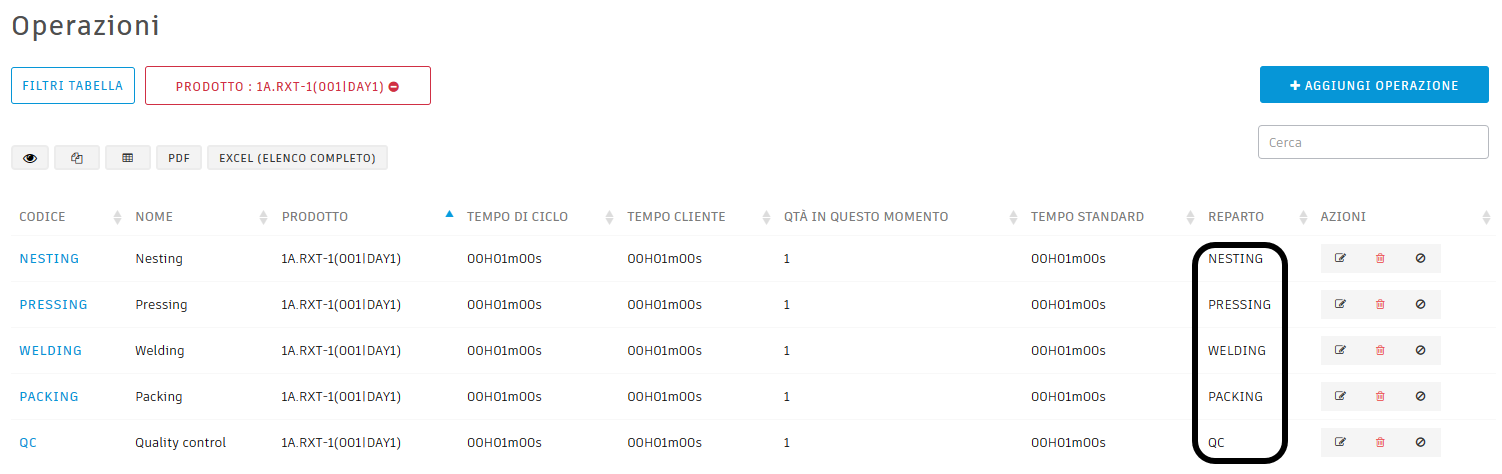 Operazioni
FILTRI TABELLA PRODOTTO : 1A.RXT-1(001|DAY1)
AGGIUNGI OPERAZIONE
Cerca
PDF EXCEL (ELENCO COMPLETO)
CODICE NOME PRODOTTO TEMPO DI CICLO TEMPO CLIENTE QTÀ IN QUESTO MOMENTO TEMPO STANDARD REPARTO AZIONI
NESTING Nesting 1A.RXT-1(001|DAY1) 00H01m00s 00H01m00s 1 00H01m00s NESTING
PRESSING Pressing 1A.RXT-1(001|DAY1) 00H01m00s 00H01m00s 1 00H01m00s PRESSING
WELDING Welding 1A.RXT-1(001|DAY1) 00H01m00s 00H01m00s 1 00H01m00s WELDING
PACKING Packing 1A.RXT-1(001|DAY1) 00H01m00s 00H01m00s 1 00H01m00s PACKING
QC Quality control 1A.RXT-1(001|DAY1) 00H01m00s 00H01m00s 1 00H01m00s QC